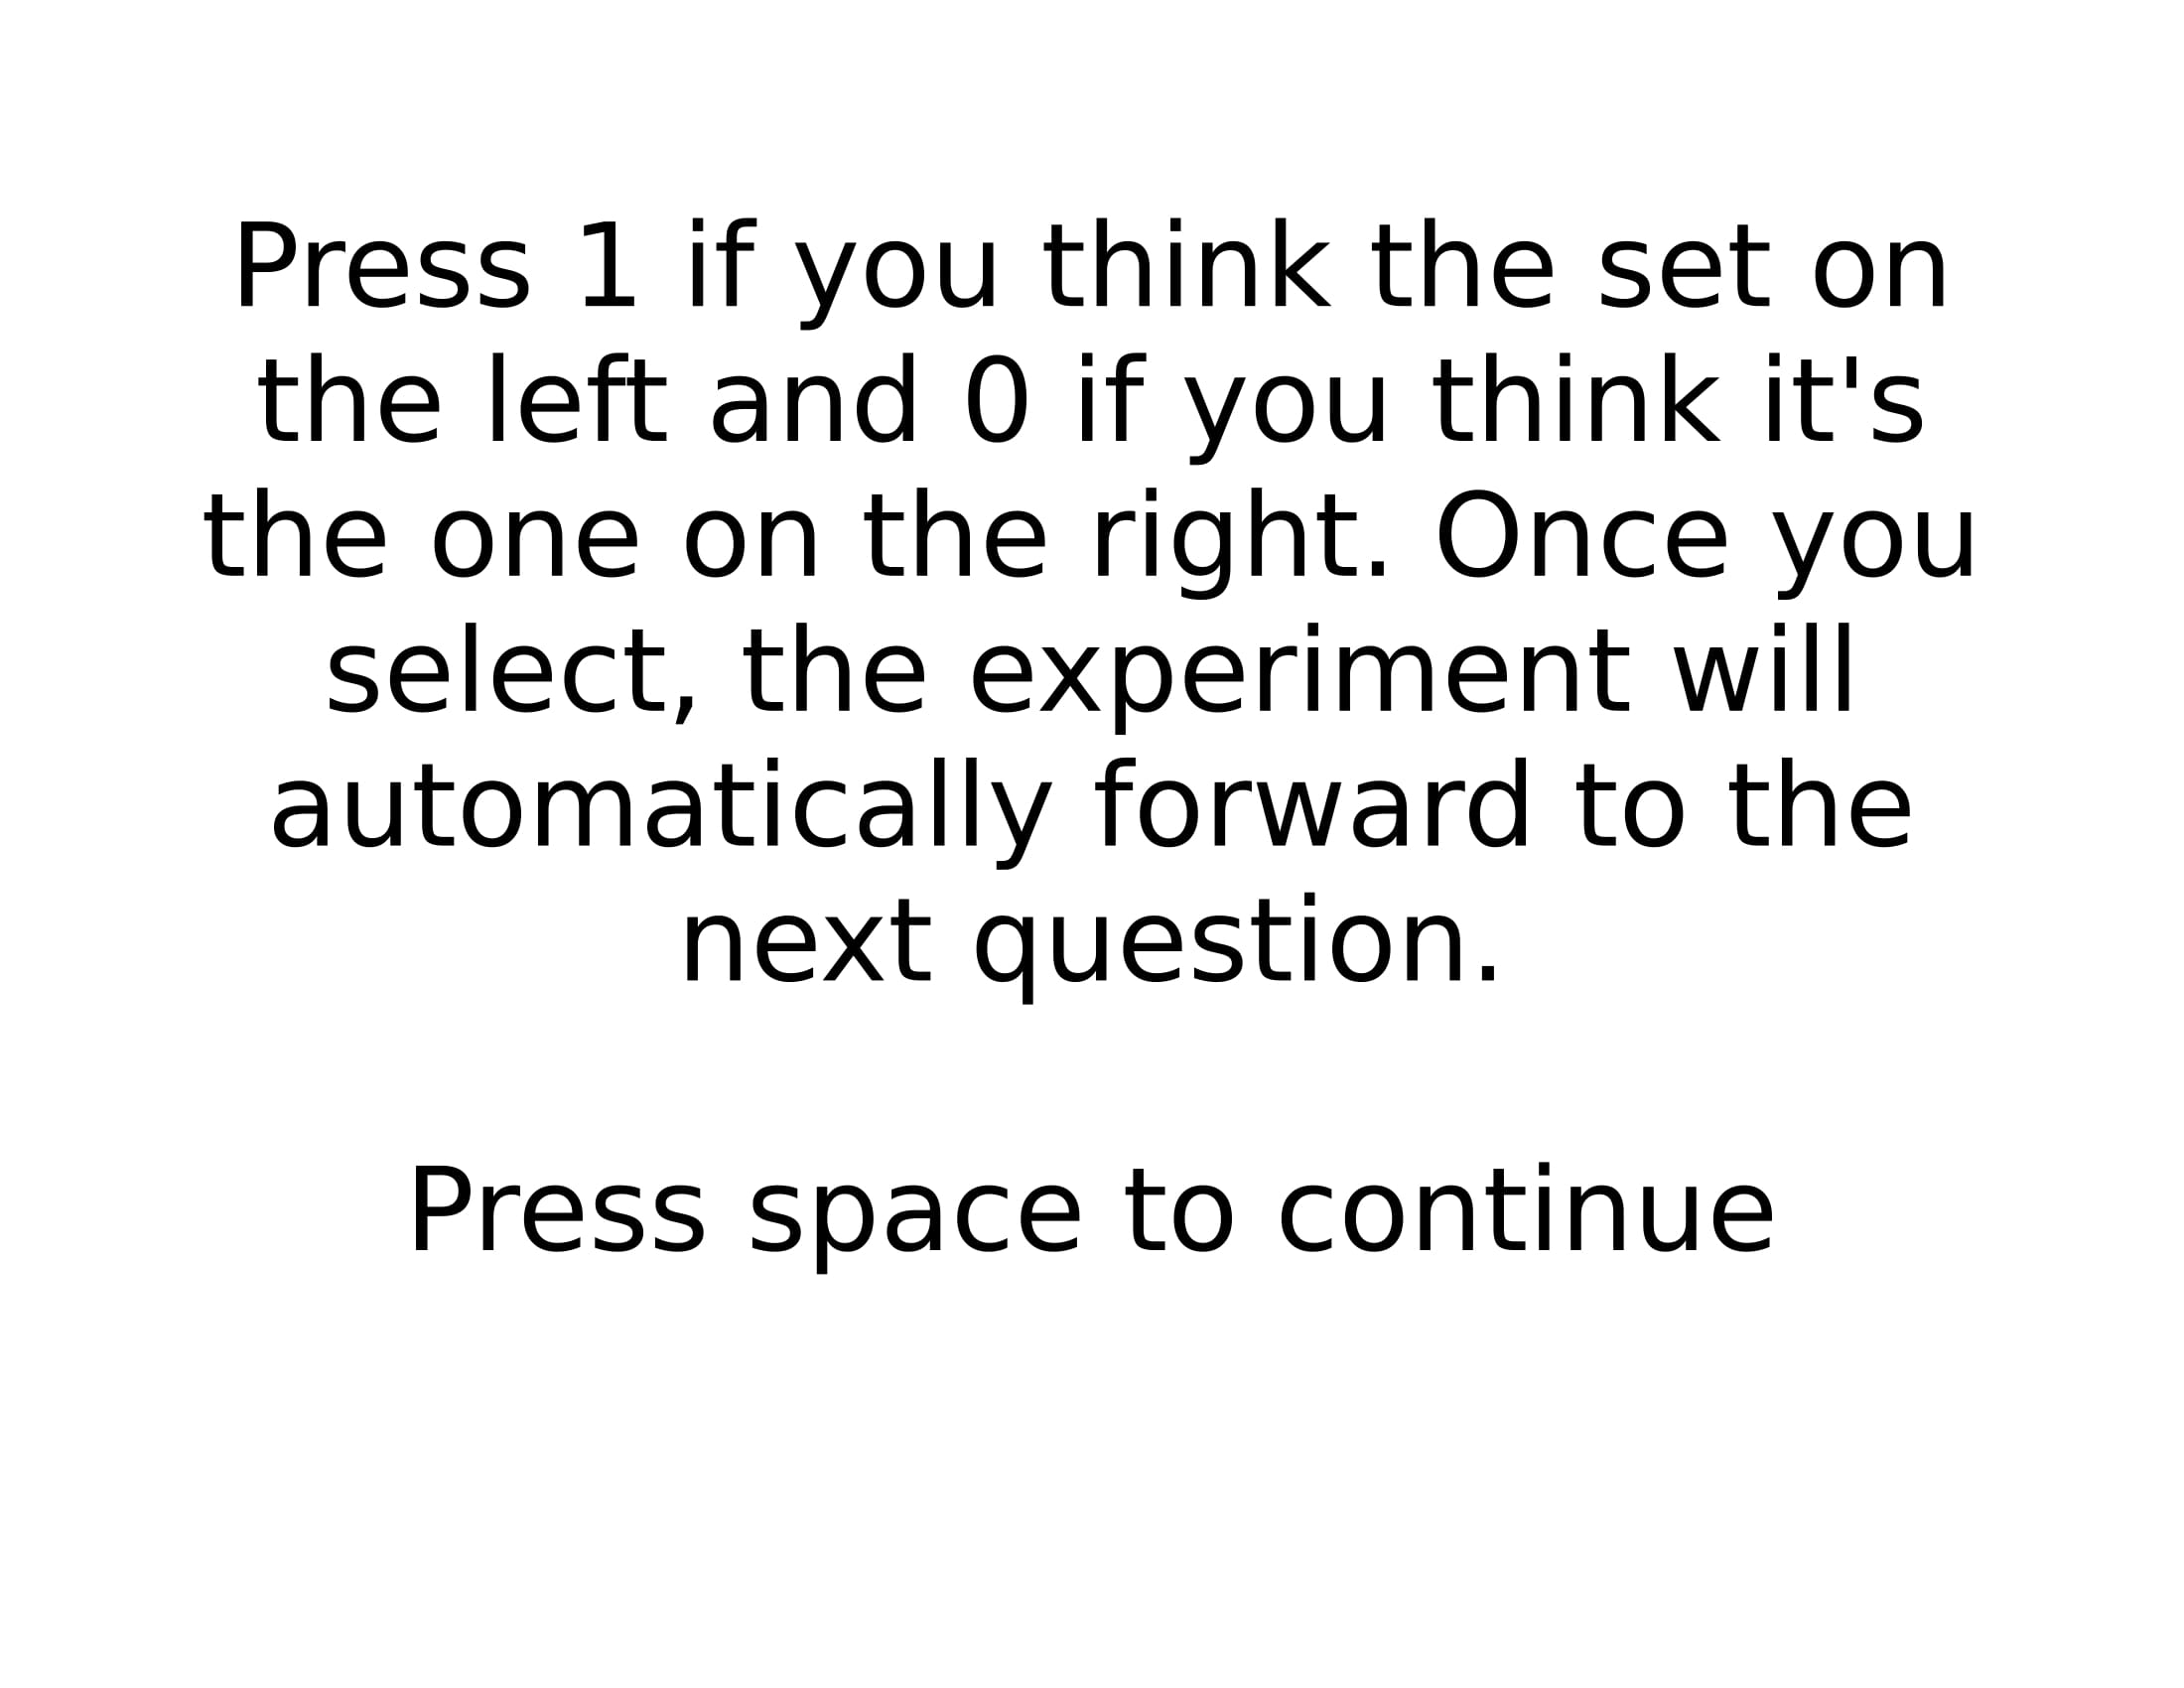 Press 1 if you think the set on
the left and 0 if you think it's
the one on the right. Once you
select, the experiment will
automatically forward to the
next question.
Press space to continue